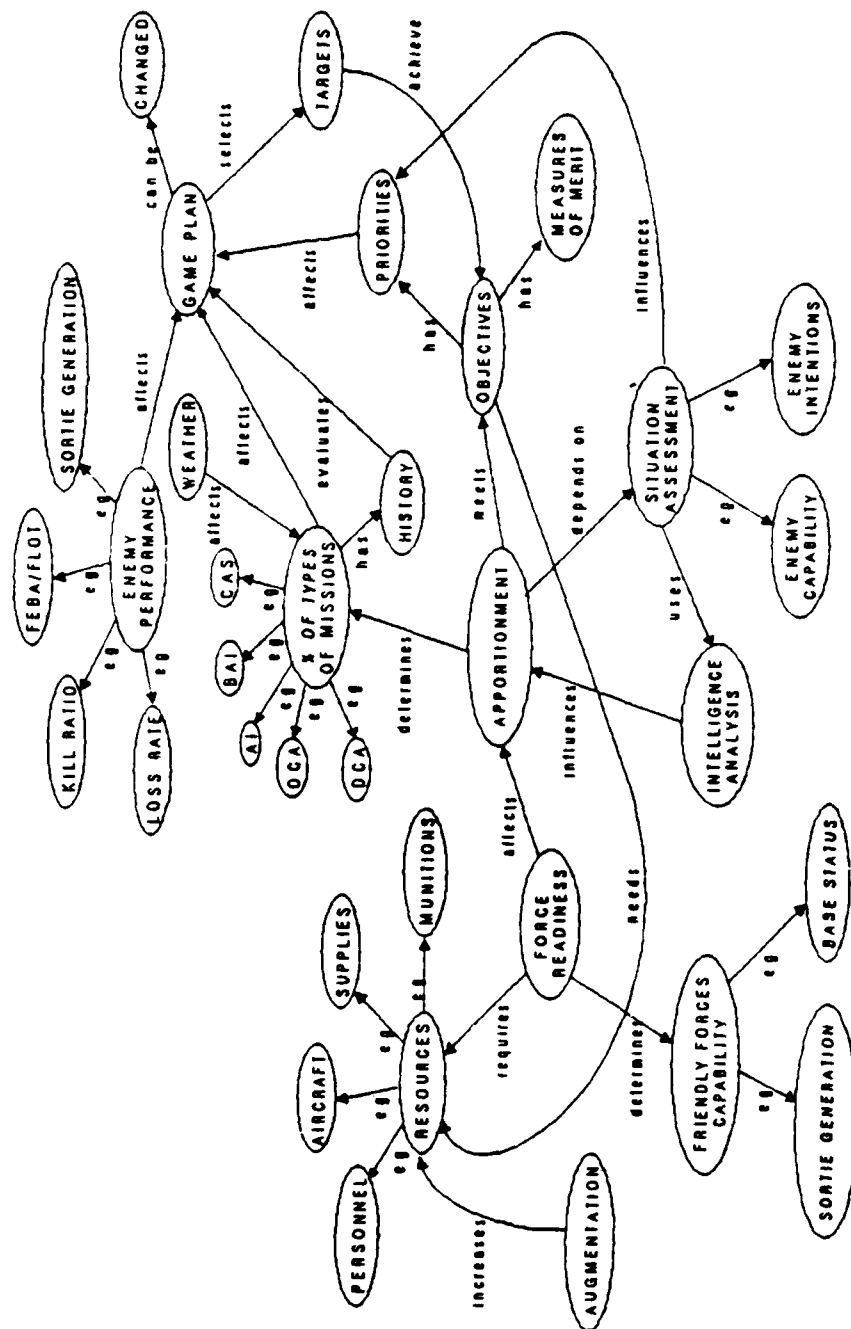 CHANGED
can be
SORTIE GENERATION
GAME PLAN
selects
TARGETS
achieve
FEBA/FLOT
eg
ENEMY
PERFORMANCE
affects
KILL RATIO
eg
eg
LOSS RATE
eg
WEATHER
affects
affects
PRIORITIES
affects
CAS
eg
BAI
eg
AI
eg
OCA
eg
DCA
eg
% OF TYPES
OF MISSIONS
has
HISTORY
evaluates
has
OBJECTIVES
has
MEASURES
OF MERIT
influences
determines
meets
APPORTIONMENT
depends on
SITUATION
ASSESSMENT
eg
ENEMY
INTENTIONS
eg
ENEMY
CAPABILITY
uses
influences
INTELLIGENCE
ANALYSIS
affects
MUNITIONS
eg
SUPPLIES
eg
AIRCRAFT
eg
PERSONNEL
eg
RESOURCES
requires
FORCE
READINESS
needs
increases
AUGMENTATION
determines
FRIENDLY FORCES
CAPABILITY
eg
BASE STATUS
eg
SORTIE GENERATION